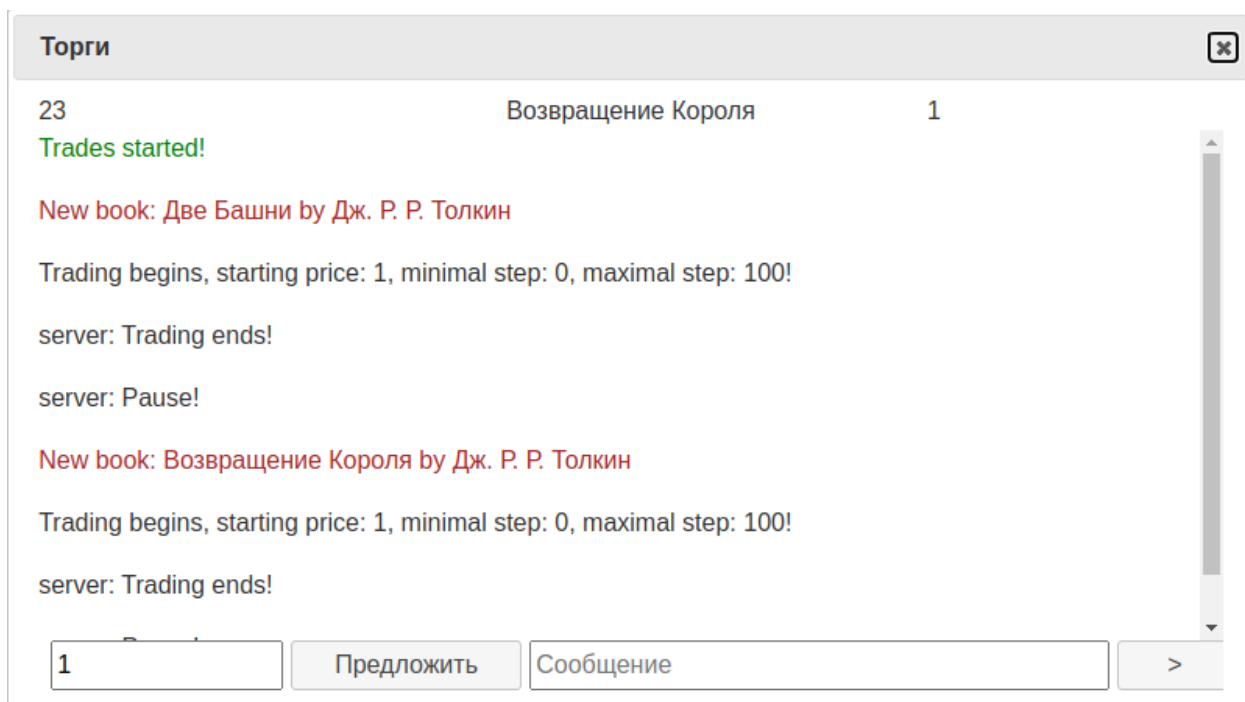 Торги
23 Возвращение Короля 1
Trades started!
New book: Две Башни by Дж. Р. Р. Толкин
Trading begins, starting price: 1, minimal step: 0, maximal step: 100!
server: Trading ends!
server: Pause!
New book: Возвращение Короля by Дж. Р. Р. Толкин
Trading begins, starting price: 1, minimal step: 0, maximal step: 100!
server: Trading ends!
1 Предложить Сообщение >